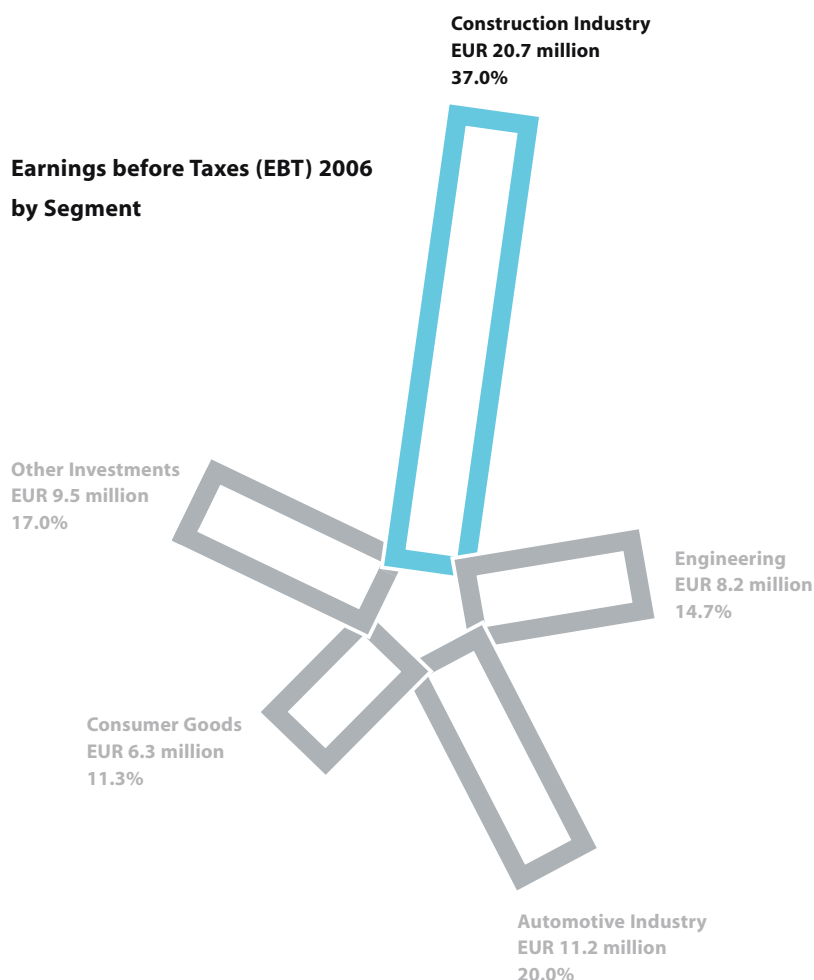 Construction Industry
EUR 20.7 million
37.0%
Earnings before Taxes (EBT) 2006
by Segment
Other Investments
EUR 9.5 million
17.0%
Engineering
EUR 8.2 million
14.7%
Consumer Goods
EUR 6.3 million
11.3%
Automotive Industry
EUR 11.2 million
20.0%